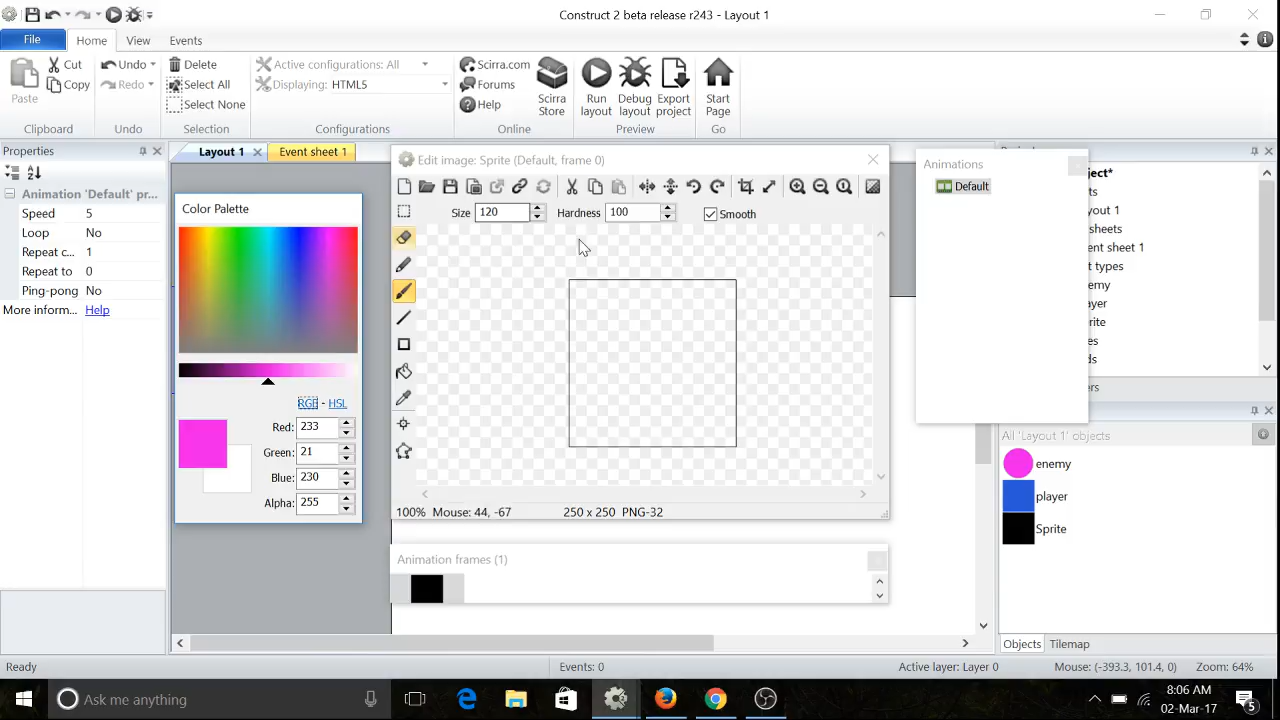 Construct 2 beta release r243 - Layout 1
File Home View Events
Paste Cut Copy
Undo Redo
Delete Select All Select None
Active configurations: All
Displaying: HTML5
Scirra.com Forums Help
Scirra Store
Run layout
Debug layout
Export project
Start Page
Clipboard Undo Selection Configurations Online Preview Go
Properties
Layout 1 Event sheet 1
Animation 'Default' pr...
Speed 5
Loop No
Repeat c... 1
Repeat to 0
Ping-pong No
More inform... Help
Color Palette
RGB - HSL
Red: 233
Green: 21
Blue: 230
Alpha: 255
Edit image: Sprite (Default, frame 0)
Size 120 Hardness 100 Smooth
100% Mouse: 44, -67 250 x 250 PNG-32
Animation frames (1)
Animations
Default
ect*
ts
yout 1
sheets
ent sheet 1
t types
emy
yer
rite
es
ds
ers
All 'Layout 1' objects
enemy
player
Sprite
Objects Tilemap
Ready Events: 0 Active layer: Layer 0 Mouse: (-393.3, 101.4, 0) Zoom: 64%
Ask me anything
8:06 AM
02-Mar-17
5